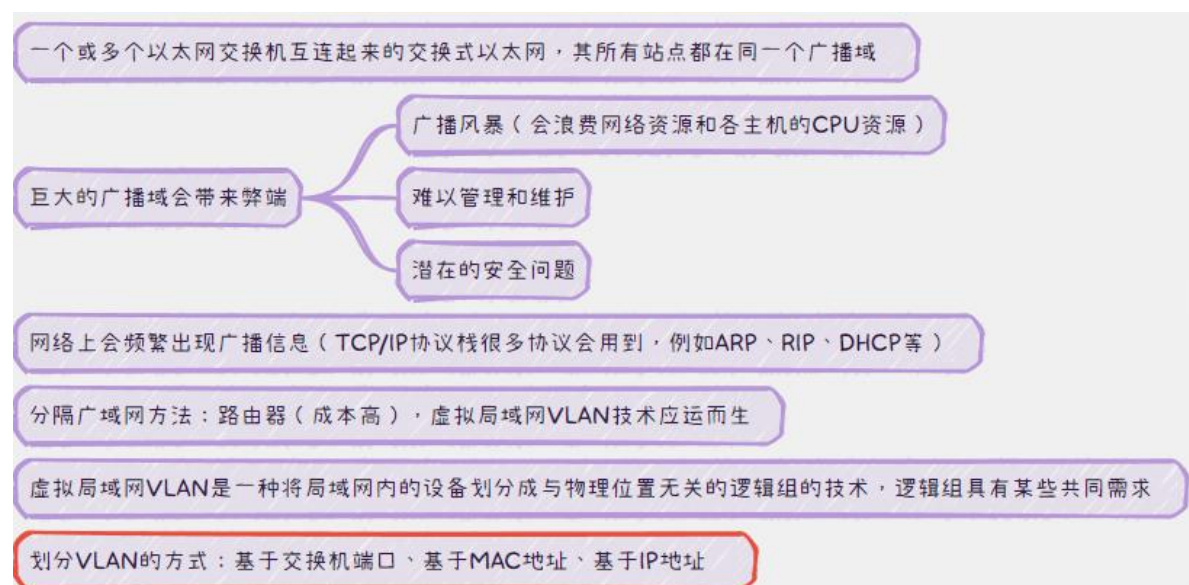 一个或多个以太网交换机互连起来的交换式以太网，其所有站点都在同一个广播域
广播风暴（会浪费网络资源和各主机的CPU资源）
巨大的广播域会带来弊端
难以管理和维护
潜在的安全问题
网络上会频繁出现广播信息（TCP/IP协议栈很多协议会用到，例如ARP、RIP、DHCP等）
分隔广域网方法：路由器（成本高），虚拟局域网VLAN技术应运而生
虚拟局域网VLAN是一种将局域网内的设备划分成与物理位置无关的逻辑组的技术，逻辑组具有某些共同需求
划分VLAN的方式：基于交换机端口、基于MAC地址、基于IP地址